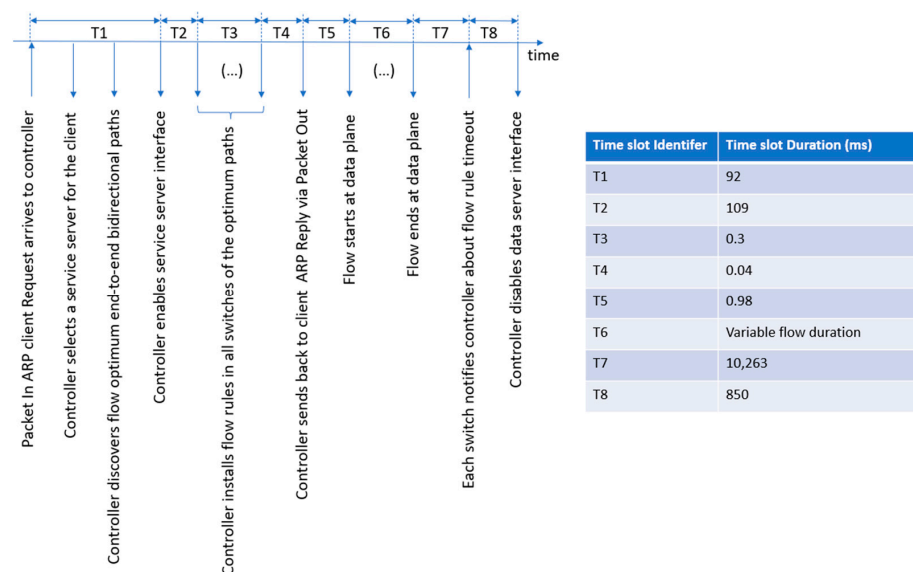 T1 T2 T3 T4 T5 T6 T7 T8
time
(...) (...)
Packet In ARP client Request arrives to controller
Controller selects a service server for the client
Controller discovers flow optimum end-to-end bidirectional paths
Controller enables service server interface
Controller installs flow rules in all switches of the optimum paths
Controller sends back to client ARP Reply via Packet Out
Flow starts at data plane
Flow ends at data plane
Each switch notifies controller about flow rule timeout
Controller disables data server interface
Time slot Identifer Time slot Duration (ms)
T1 92
T2 109
T3 0.3
T4 0.04
T5 0.98
T6 Variable flow duration
T7 10,263
T8 850